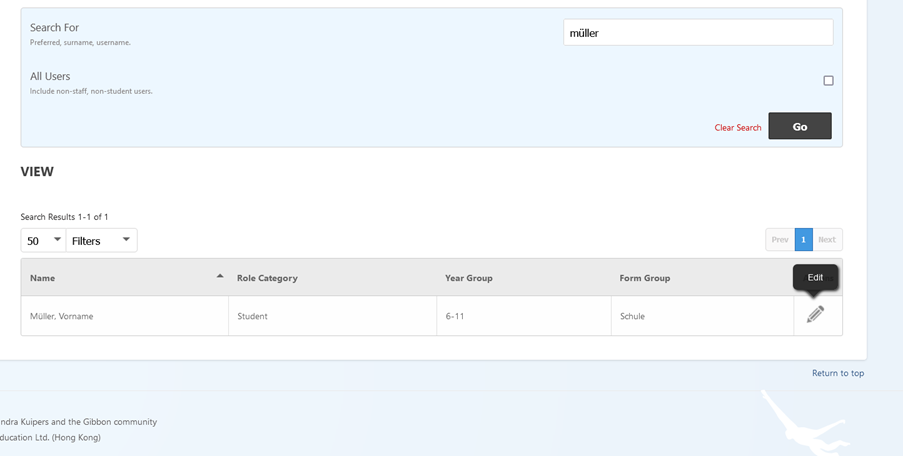 Search For
Preferred, surname, username.
müller
All Users
Include non-staff, non-student users.
Clear Search Go
VIEW
Search Results 1-1 of 1
50 Filters Prev 1 Next
Name Role Category Year Group Form Group Edit
Müller, Vorname Student 6-11 Schule
Return to top
ndra Kuipers and the Gibbon community
ducation Ltd. (Hong Kong)